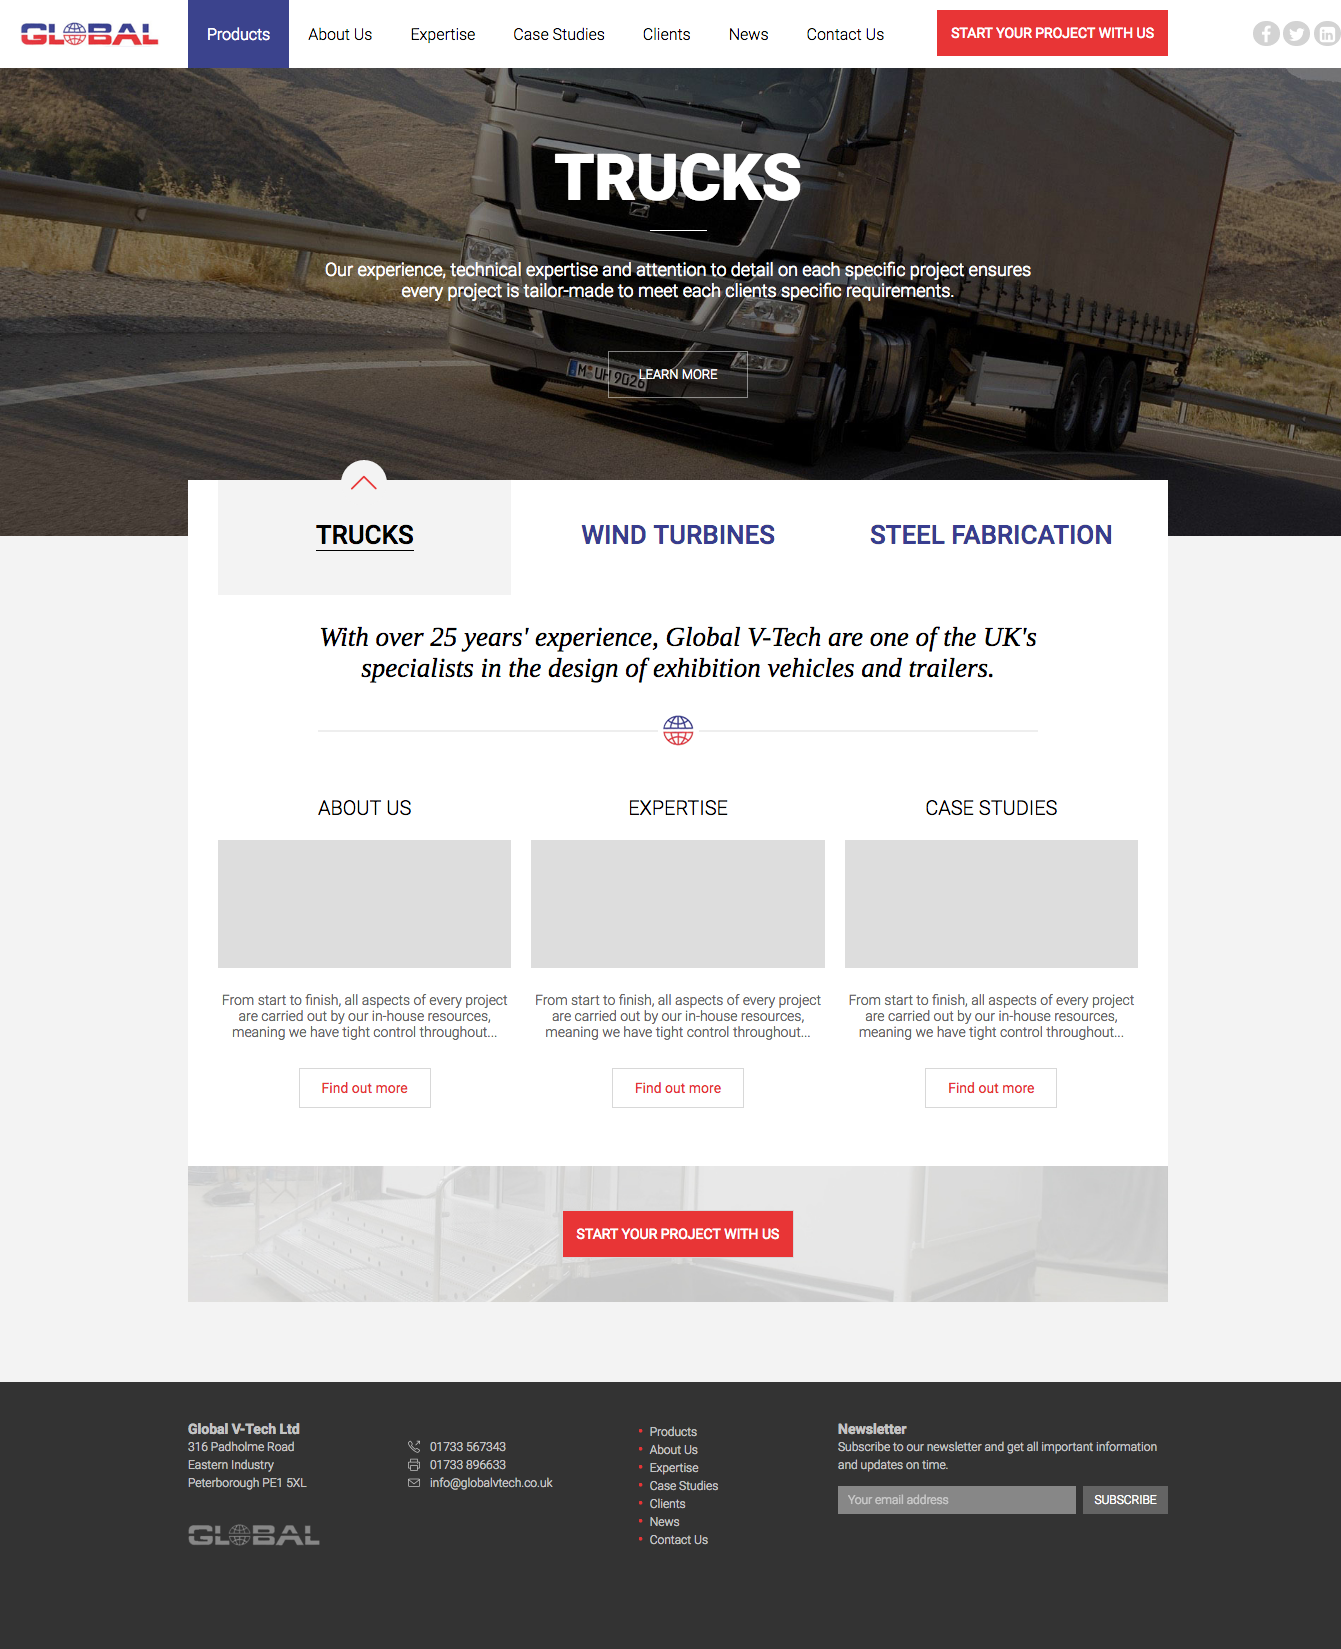 GLOBAL
Products
About Us
Expertise
Case Studies
Clients
News
Contact Us
START YOUR PROJECT WITH US
TRUCKS
Our experience, technical expertise and attention to detail on each specific project ensures
every project is tailor-made to meet each clients specific requirements.
M UH 9026
LEARN MORE
TRUCKS
WIND TURBINES
STEEL FABRICATION
With over 25 years' experience, Global V-Tech are one of the UK's
specialists in the design of exhibition vehicles and trailers.
ABOUT US
EXPERTISE
CASE STUDIES
From start to finish, all aspects of every project
are carried out by our in-house resources,
meaning we have tight control throughout...
From start to finish, all aspects of every project
are carried out by our in-house resources,
meaning we have tight control throughout...
From start to finish, all aspects of every project
are carried out by our in-house resources,
meaning we have tight control throughout...
Find out more
Find out more
Find out more
START YOUR PROJECT WITH US
Global V-Tech Ltd
316 Padholme Road
Eastern Industry
Peterborough PE1 5XL
GLOBAL
01733 567343
01733 896633
info@globalvtech.co.uk
Products
About Us
Expertise
Case Studies
Clients
News
Contact Us
Newsletter
Subscribe to our newsletter and get all important information
and updates on time.
Your email address
SUBSCRIBE